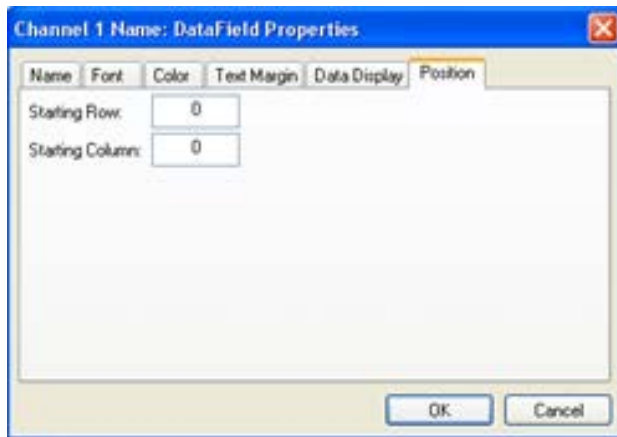 Channel 1 Name: DataField Properties
Name Font Color Text Margin Data Display Position
Starting Row: 0
Starting Column: 0
OK Cancel